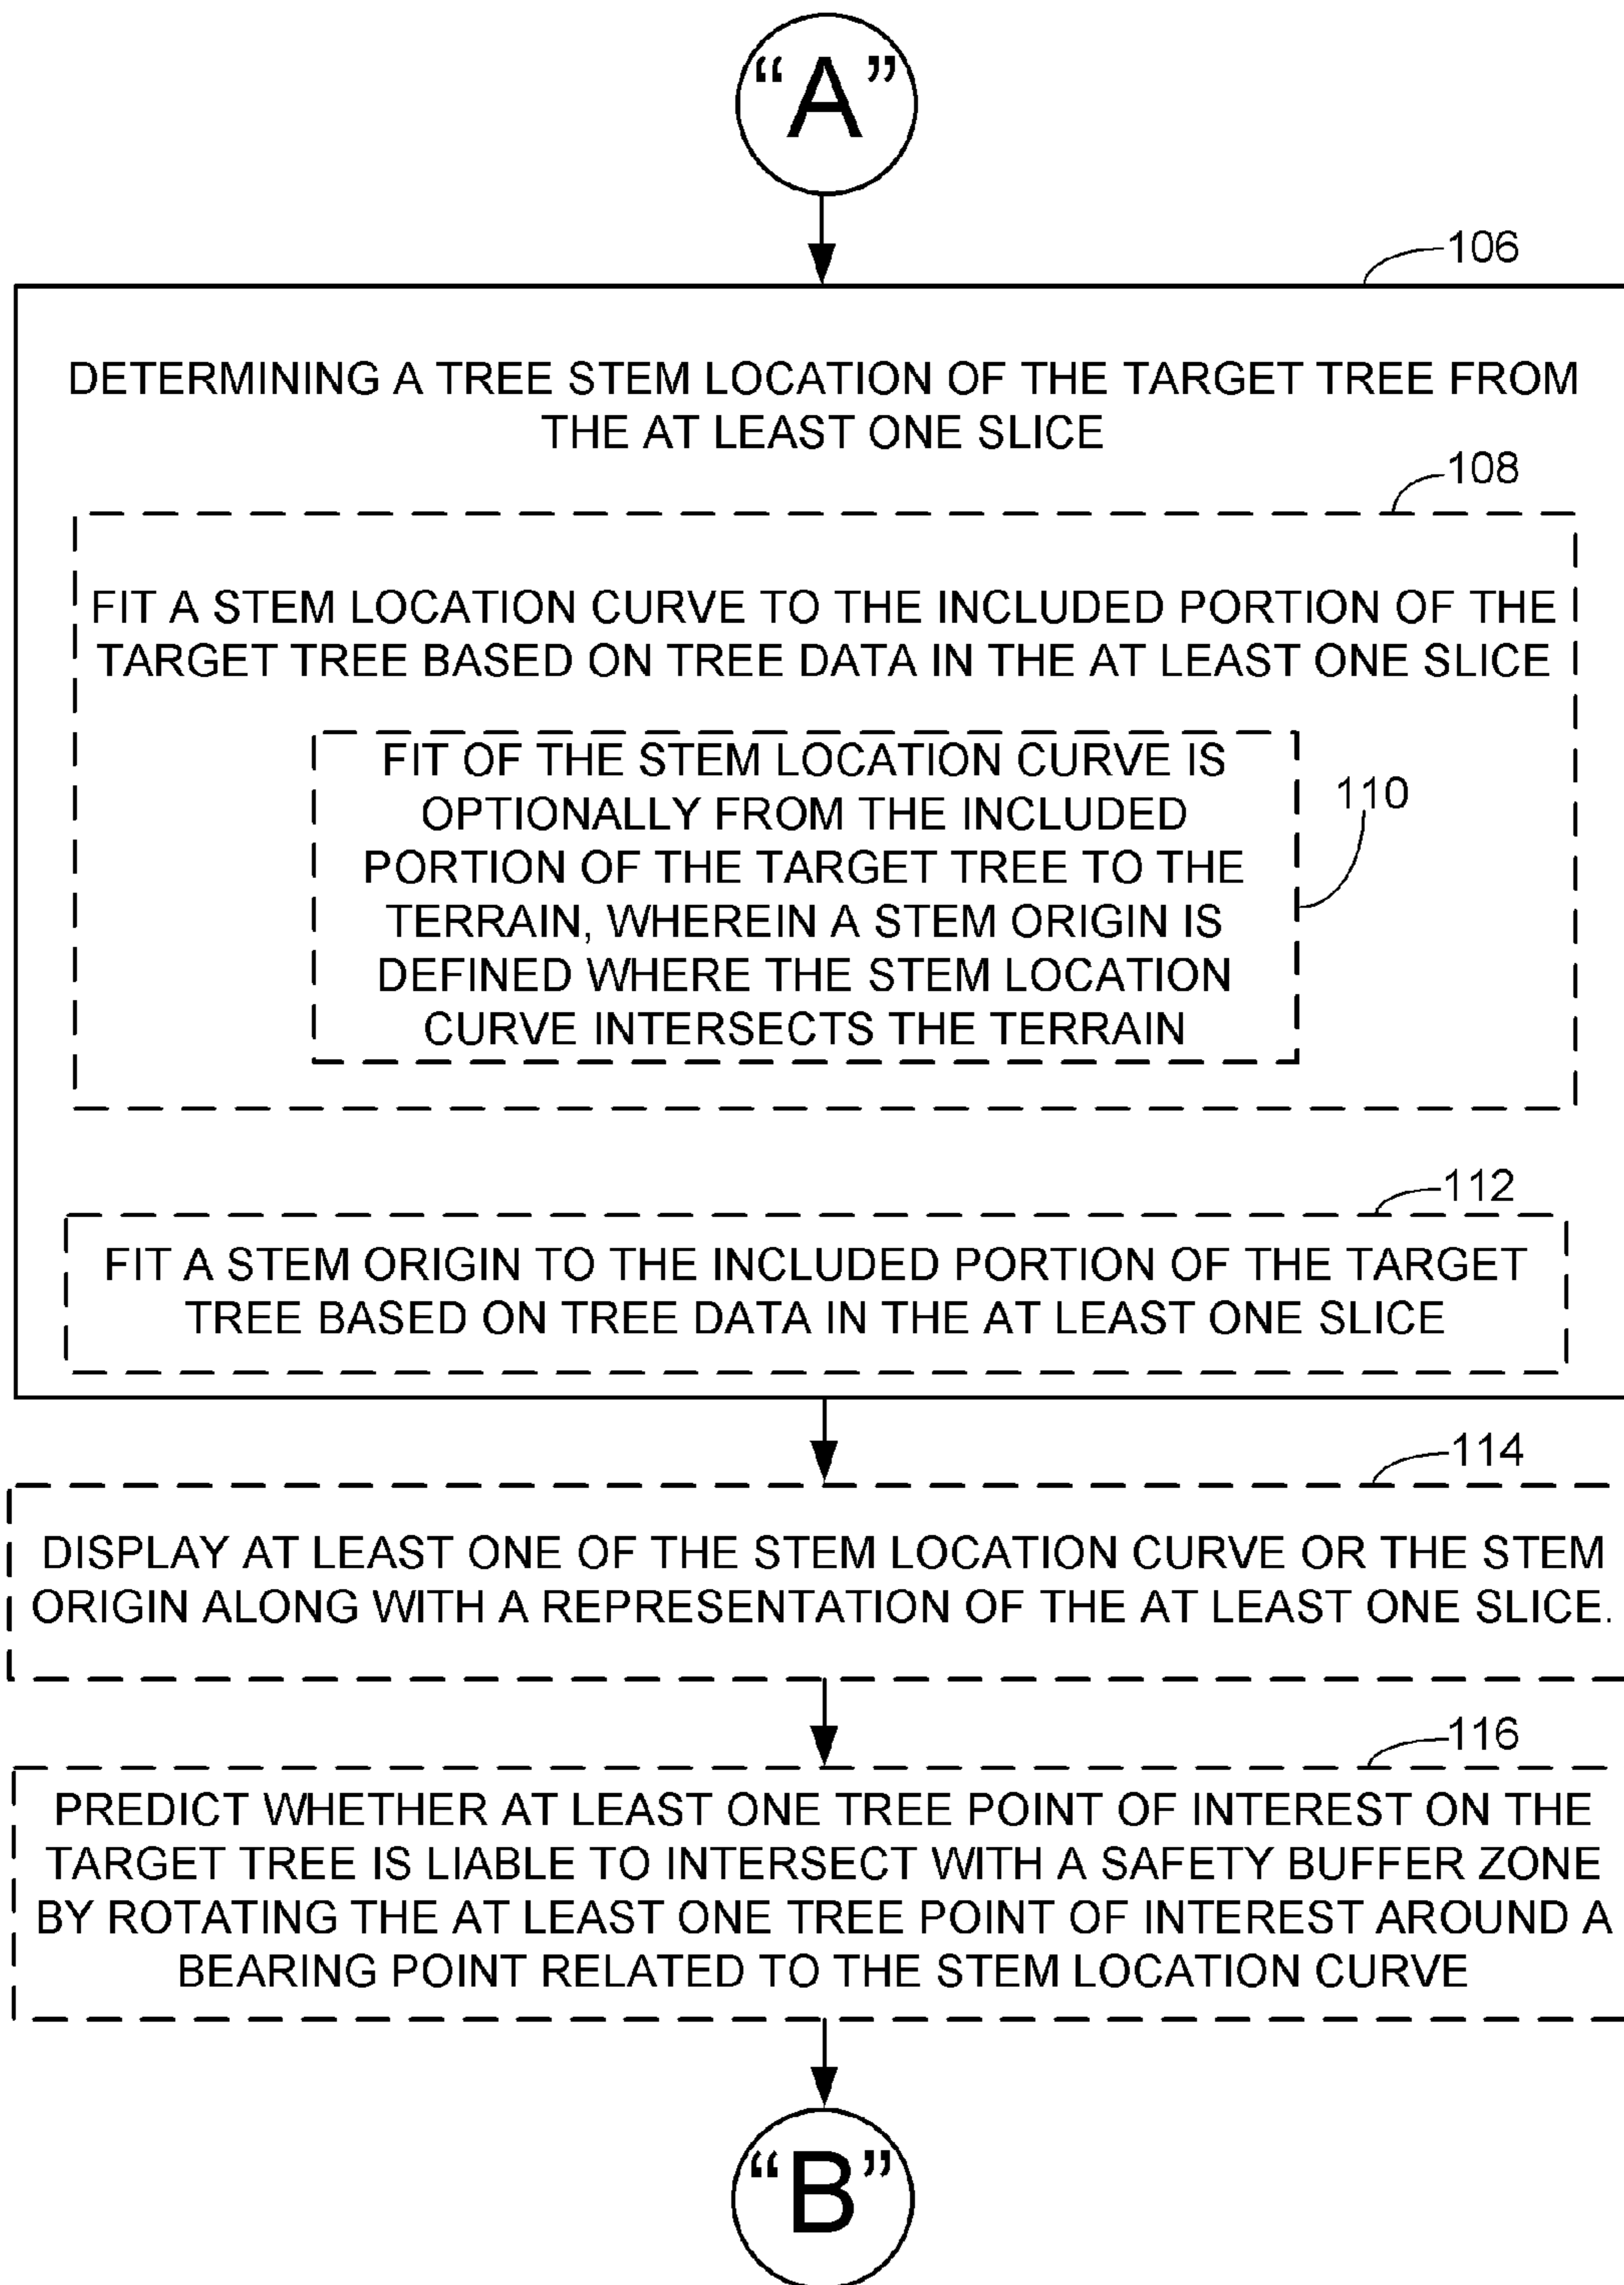 “A”
106
DETERMINING A TREE STEM LOCATION OF THE TARGET TREE FROM
THE AT LEAST ONE SLICE
108
FIT A STEM LOCATION CURVE TO THE INCLUDED PORTION OF THE
TARGET TREE BASED ON TREE DATA IN THE AT LEAST ONE SLICE
FIT OF THE STEM LOCATION CURVE IS
OPTIONALLY FROM THE INCLUDED
PORTION OF THE TARGET TREE TO THE
TERRAIN, WHEREIN A STEM ORIGIN IS
DEFINED WHERE THE STEM LOCATION
CURVE INTERSECTS THE TERRAIN
110
112
FIT A STEM ORIGIN TO THE INCLUDED PORTION OF THE TARGET
TREE BASED ON TREE DATA IN THE AT LEAST ONE SLICE
114
DISPLAY AT LEAST ONE OF THE STEM LOCATION CURVE OR THE STEM
ORIGIN ALONG WITH A REPRESENTATION OF THE AT LEAST ONE SLICE.
116
PREDICT WHETHER AT LEAST ONE TREE POINT OF INTEREST ON THE
TARGET TREE IS LIABLE TO INTERSECT WITH A SAFETY BUFFER ZONE
BY ROTATING THE AT LEAST ONE TREE POINT OF INTEREST AROUND A
BEARING POINT RELATED TO THE STEM LOCATION CURVE
“B”